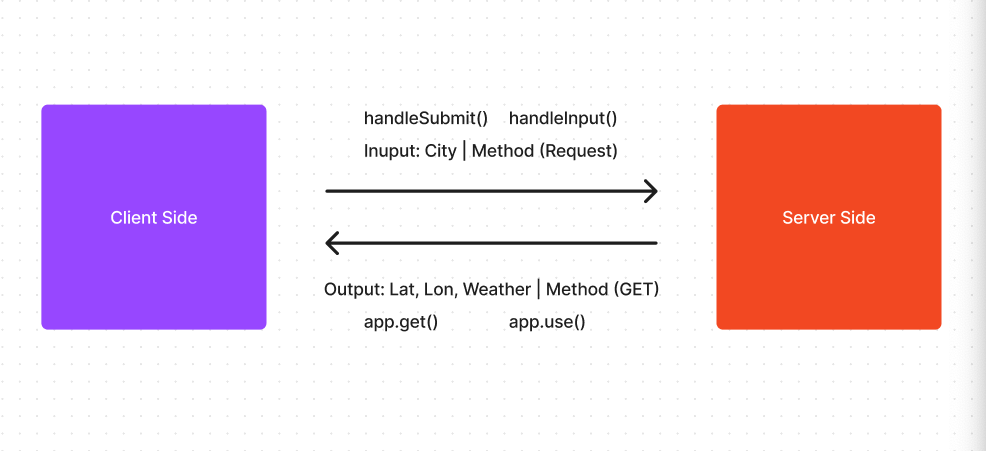 handleSubmit() handleInput()
Inuput: City | Method (Request)
Client Side
Server Side
Output: Lat, Lon, Weather | Method (GET)
app.get() app.use()